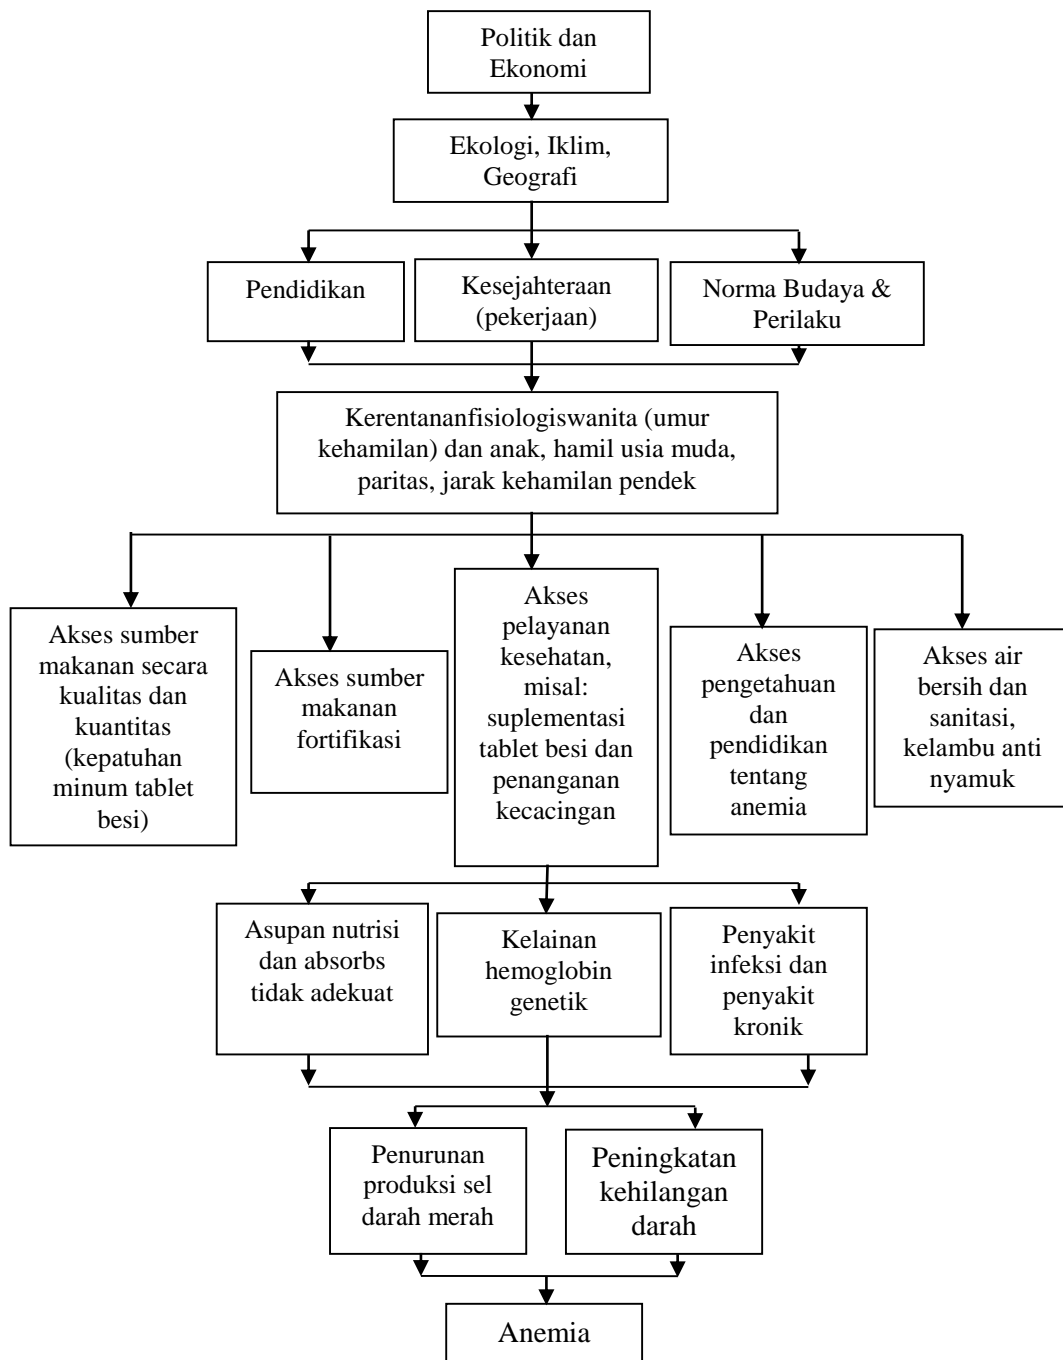 Politik dan
Ekonomi
Ekologi, Iklim,
Geografi
Pendidikan
Kesejahteraan
(pekerjaan)
Norma Budaya &
Perilaku
Kerentananfisiologiswanita (umur
kehamilan) dan anak, hamil usia muda,
paritas, jarak kehamilan pendek
Akses sumber
makanan secara
kualitas dan
kuantitas
(kepatuhan
minum tablet
besi)
Akses sumber
makanan
fortifikasi
Akses
pelayanan
kesehatan,
misal:
suplementasi
tablet besi dan
penanganan
kecacingan
Akses
pengetahuan
dan
pendidikan
tentang
anemia
Akses air
bersih dan
sanitasi,
kelambu anti
nyamuk
Asupan nutrisi
dan absorbs
tidak adekuat
Kelainan
hemoglobin
genetik
Penyakit
infeksi dan
penyakit
kronik
Penurunan
produksi sel
darah merah
Peningkatan
kehilangan
darah
Anemia